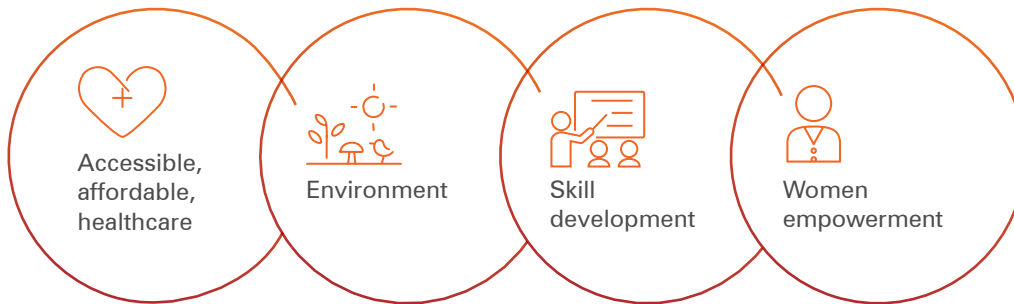 Accessible,
affordable,
healthcare
Environment
Skill
development
Women
empowerment